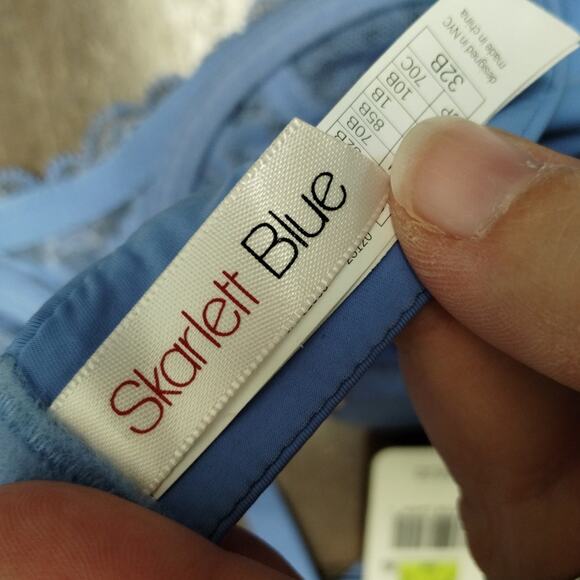 Skarlett Blue
32B
70C
10B
1B
85B
70B
designed in NYC
made in china